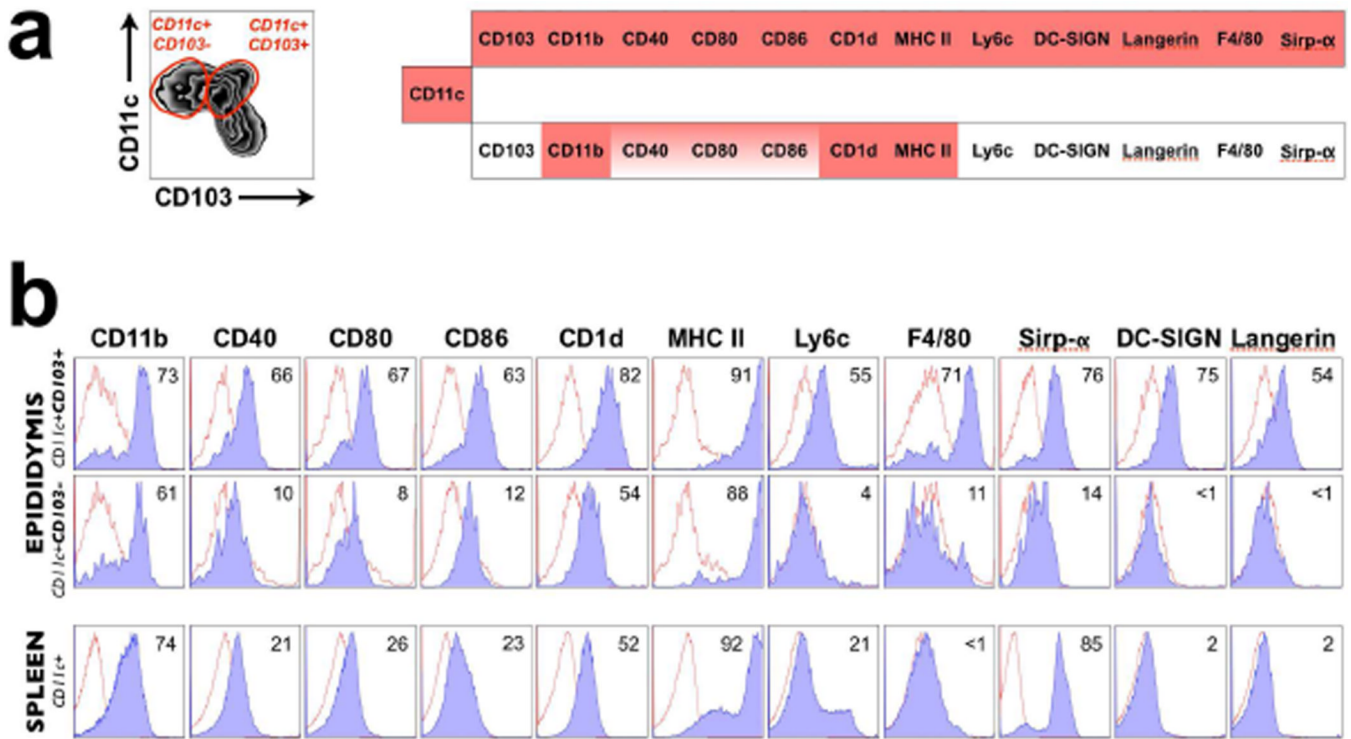 a
CD11c+ CD11c+
CD103- CD103+
CD11c
CD103
CD103 CD11b CD40 CD80 CD86 CD1d MHC II Ly6c DC-SIGN Langerin F4/80 Sirp-α
CD11c
CD103 CD11b CD40 CD80 CD86 CD1d MHC II Ly6c DC-SIGN Langerin F4/80 Sirp-α
b
CD11b CD40 CD80 CD86 CD1d MHC II Ly6c F4/80 Sirp-α DC-SIGN Langerin
EPIDIDYMIS
CD11c+CD103+
73 66 67 63 82 91 55 71 76 75 54
CD11c+CD103-
61 10 8 12 54 88 4 11 14 <1 <1
SPLEEN
CD11c+
74 21 26 23 52 92 21 <1 85 2 2